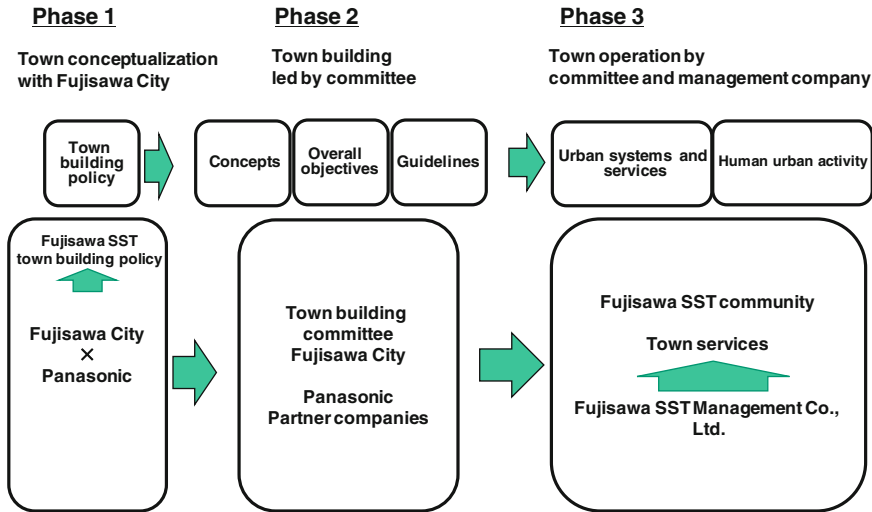 Phase 1
Phase 2
Phase 3
Town conceptualization
with Fujisawa City
Town building
led by committee
Town operation by
committee and management company
Town
building
policy
Concepts
Overall
objectives
Guidelines
Urban systems and
services
Human urban activity
Fujisawa SST
town building policy
Fujisawa City
×
Panasonic
Town building
committee
Fujisawa City
Panasonic
Partner companies
Fujisawa SST community
Town services
Fujisawa SST Management Co.,
Ltd.